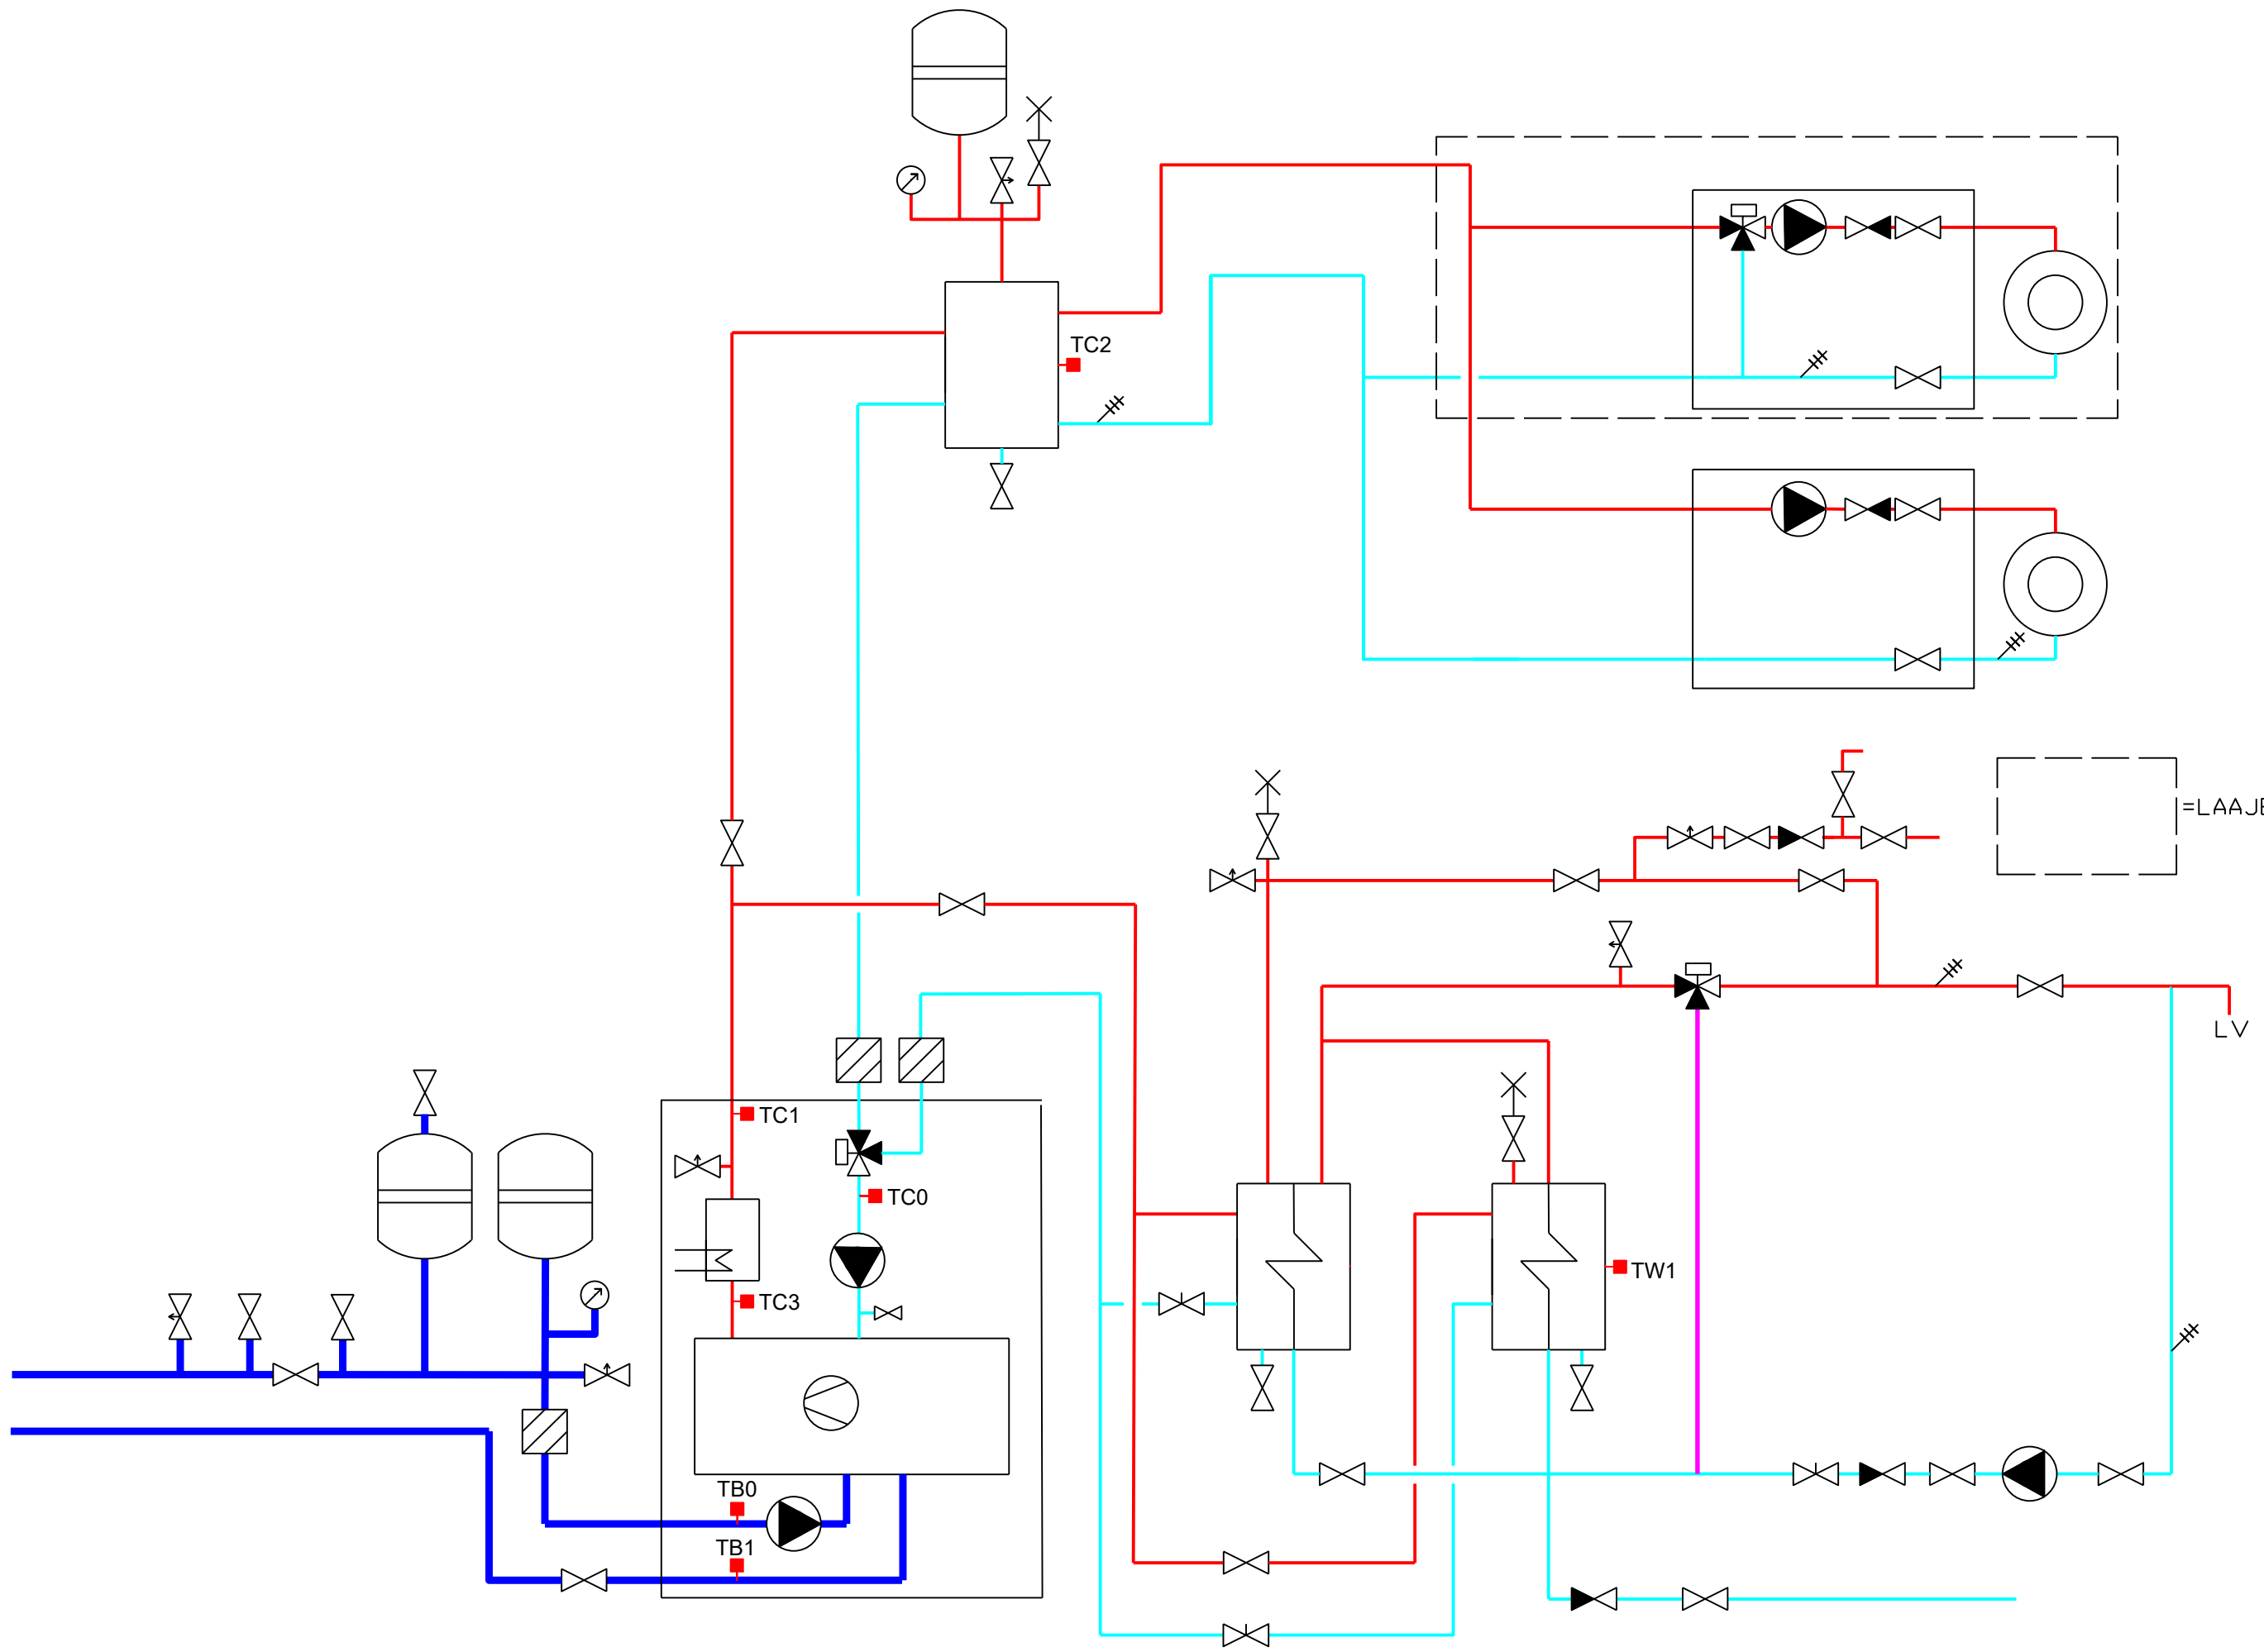 TC2
=LAAJE
LV
TC1
TC0
TW1
TC3
TB0
TB1